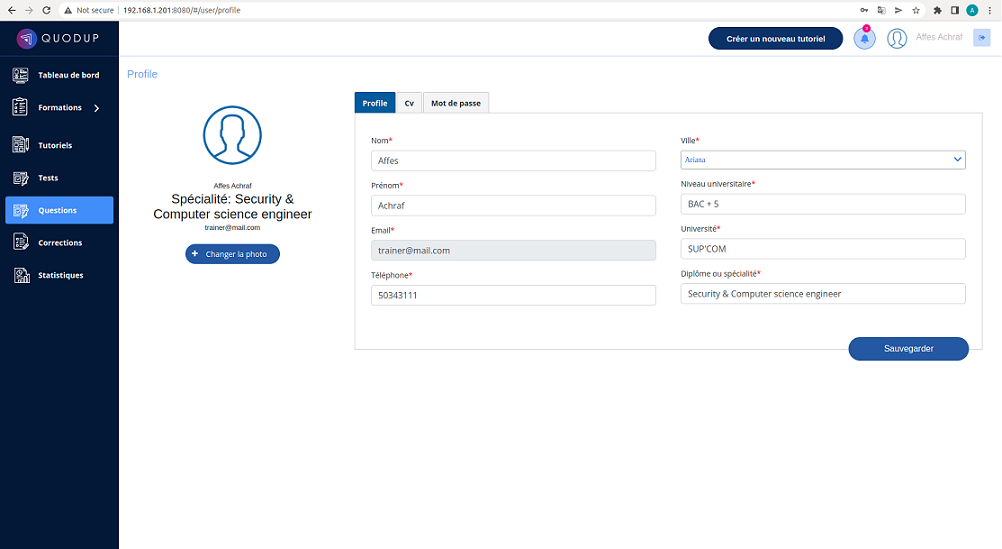 Not secure | 192.168.1.201:8080/#/user/profile
A
QUODUP
Créer un nouveau tutoriel
Affes Achraf
Tableau de bord
Formations
Tutoriels
Tests
Questions
Corrections
Statistiques
Profile
Affes Achraf
Spécialité: Security &
Computer science engineer
trainer@mail.com
+ Changer la photo
Profile
Cv
Mot de passe
Nom*
Affes
Prénom*
Achraf
Email*
trainer@mail.com
Téléphone*
50343111
Ville*
Ariana
Niveau universitaire*
BAC + 5
Université*
SUP'COM
Diplôme ou spécialité*
Security & Computer science engineer
Sauvegarder